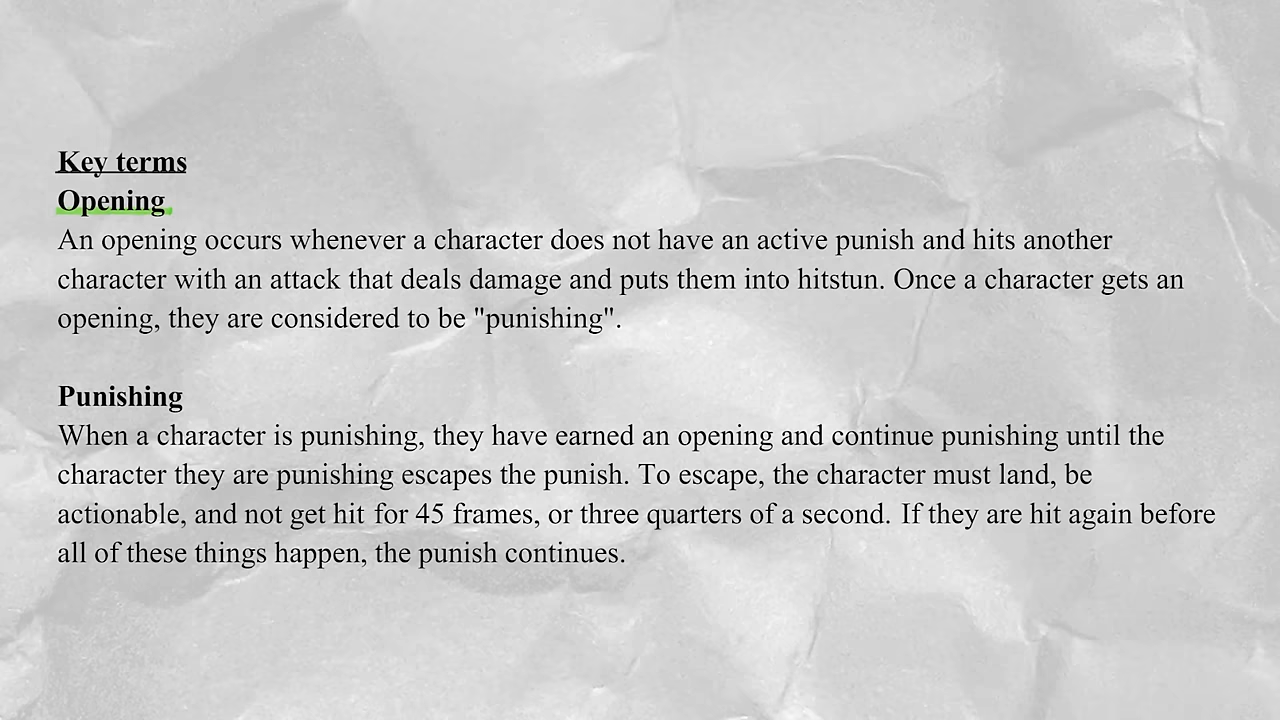 Key terms
Opening
An opening occurs whenever a character does not have an active punish and hits another
character with an attack that deals damage and puts them into hitstun. Once a character gets an
opening, they are considered to be "punishing".
Punishing
When a character is punishing, they have earned an opening and continue punishing until the
character they are punishing escapes the punish. To escape, the character must land, be
actionable, and not get hit for 45 frames, or three quarters of a second. If they are hit again before
all of these things happen, the punish continues.